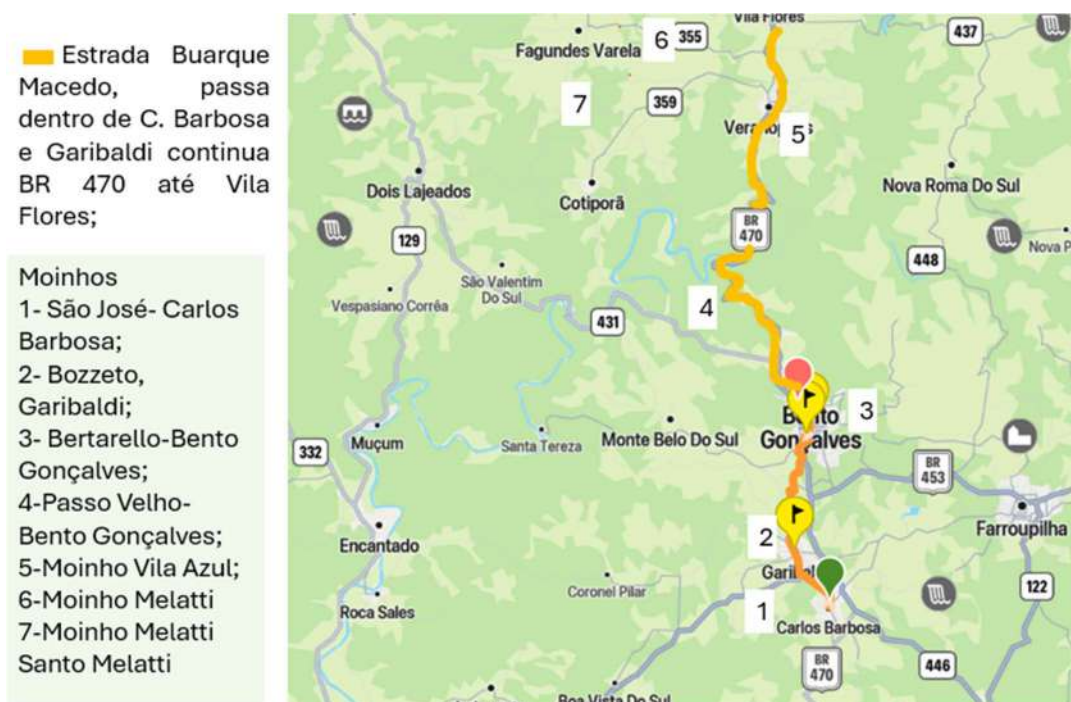 Estrada Buarque
Macedo, passa
dentro de C. Barbosa
e Garibaldi continua
BR 470 até Vila
Flores;
Moinhos
1- São José- Carlos
Barbosa;
2- Bozzeto,
Garibaldi;
3- Bertarello-Bento
Gonçalves;
4-Passo Velho-
Bento Gonçalves;
5-Moinho Vila Azul;
6-Moinho Melatti
7-Moinho Melatti
Santo Melatti
Vila Flores
437
6
355
Fagundes Varela
7
359
5
Dois Lajeados
Cotiporã
Nova Roma Do Sul
BR
470
129
448
São Valentim
Do Sul
Vespasiano Corrêa
4
431
3
Bento
Gonçalves
Muçum
Santa Tereza
Monte Belo Do Sul
332
BR
453
Farroupilha
2
Encantado
Coronel Pilar
122
Roca Sales
1
Carlos Barbosa
BR
470
446